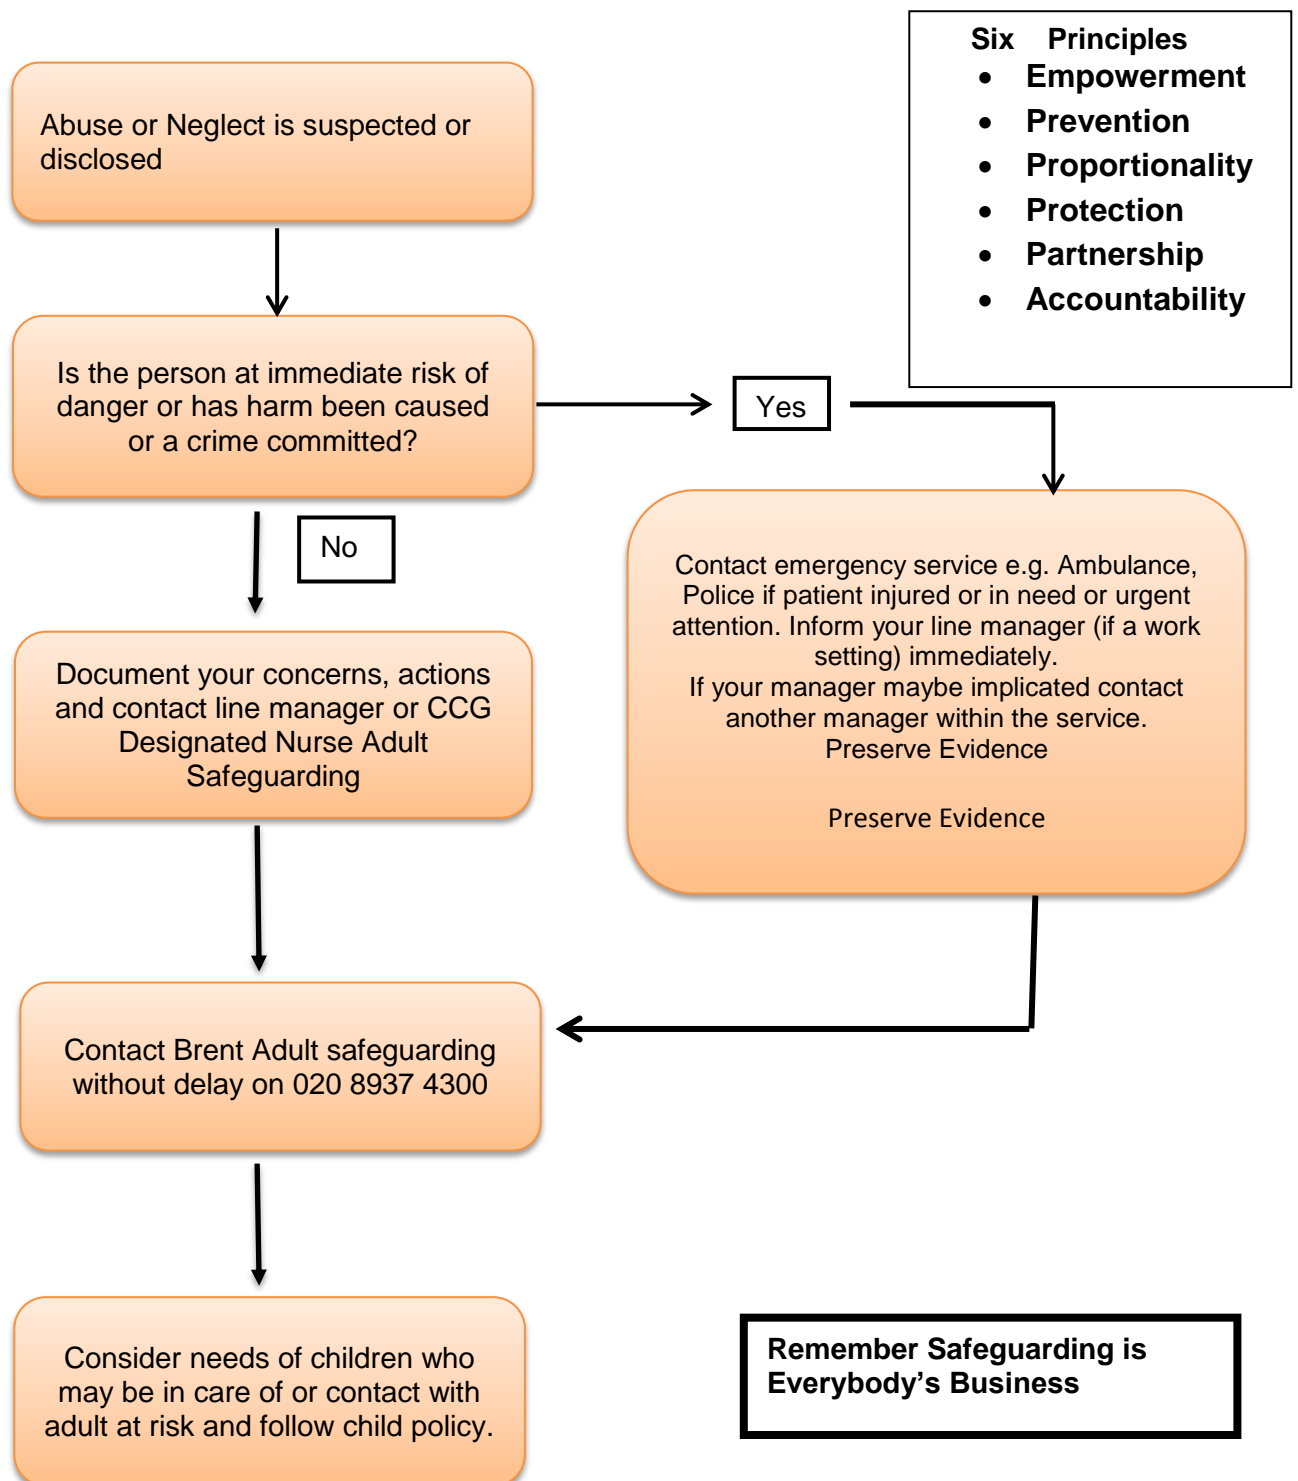 Six Principles
• Empowerment
• Prevention
• Proportionality
• Protection
• Partnership
• Accountability
Abuse or Neglect is suspected or
disclosed
Is the person at immediate risk of
danger or has harm been caused
or a crime committed?
Yes
No
Contact emergency service e.g. Ambulance,
Police if patient injured or in need or urgent
attention. Inform your line manager (if a work
setting) immediately.
If your manager maybe implicated contact
another manager within the service.
Preserve Evidence
Preserve Evidence
Document your concerns, actions
and contact line manager or CCG
Designated Nurse Adult
Safeguarding
Contact Brent Adult safeguarding
without delay on 020 8937 4300
Consider needs of children who
may be in care of or contact with
adult at risk and follow child policy.
Remember Safeguarding is
Everybody’s Business